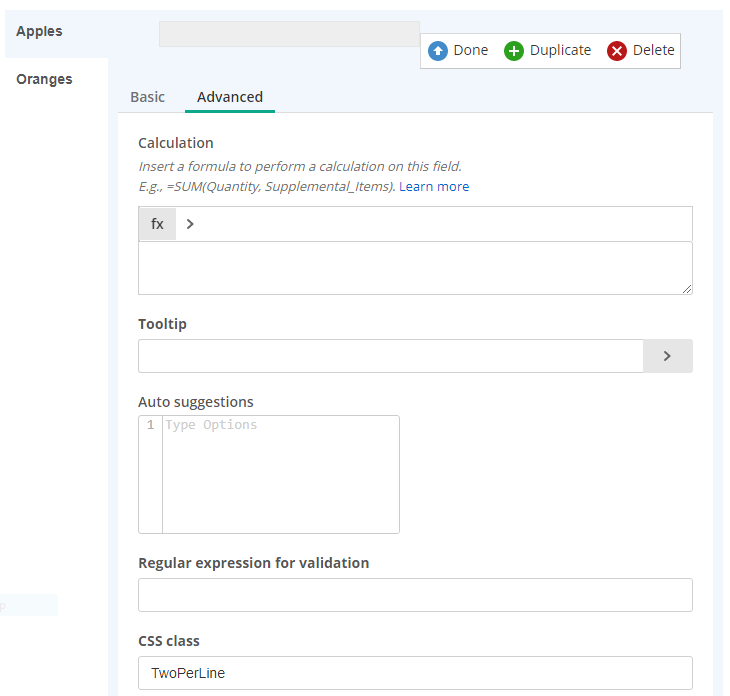 Apples
Done Duplicate Delete
Oranges
Basic Advanced
Calculation
Insert a formula to perform a calculation on this field.
E.g., =SUM(Quantity, Supplemental_Items). Learn more
fx >
Tooltip
>
Auto suggestions
1 Type Options
Regular expression for validation
CSS class
TwoPerLine